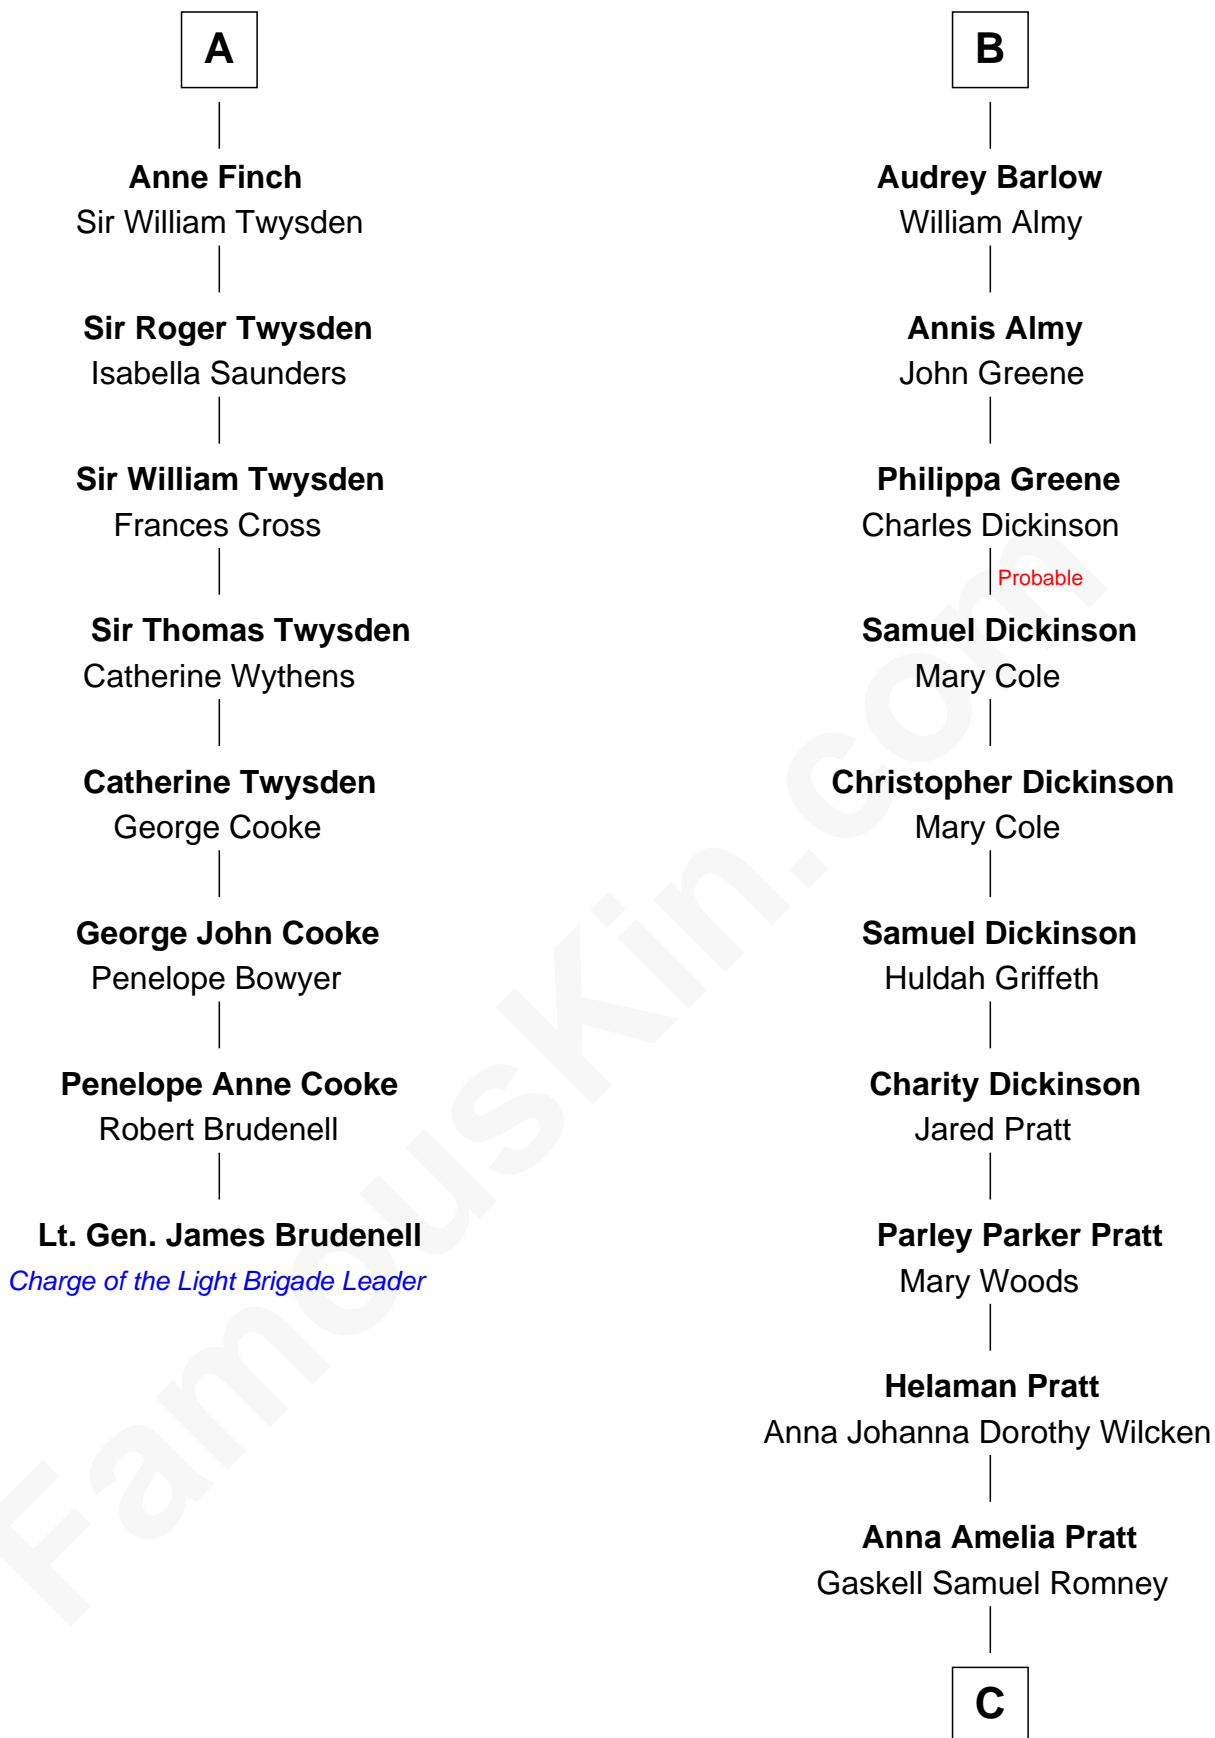 A
Anne Finch
Sir William Twysden
Sir Roger Twysden
Isabella Saunders
Sir William Twysden
Frances Cross
Sir Thomas Twysden
Catherine Wythens
Catherine Twysden
George Cooke
George John Cooke
Penelope Bowyer
Penelope Anne Cooke
Robert Brudenell
Lt. Gen. James Brudenell
Charge of the Light Brigade Leader
B
Audrey Barlow
William Almy
Annis Almy
John Greene
Philippa Greene
Charles Dickinson
Probable
Samuel Dickinson
Mary Cole
Christopher Dickinson
Mary Cole
Samuel Dickinson
Huldah Griffeth
Charity Dickinson
Jared Pratt
Parley Parker Pratt
Mary Woods
Helaman Pratt
Anna Johanna Dorothy Wilcken
Anna Amelia Pratt
Gaskell Samuel Romney
C
FamousKin.com